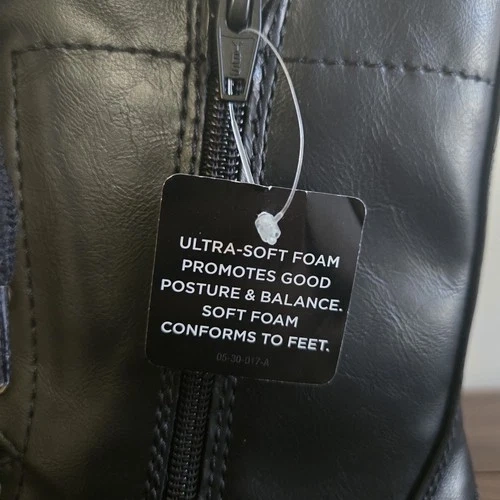 ULTRA-SOFT FOAM
PROMOTES GOOD
POSTURE & BALANCE.
SOFT FOAM
CONFORMS TO FEET.
05-30-017-A